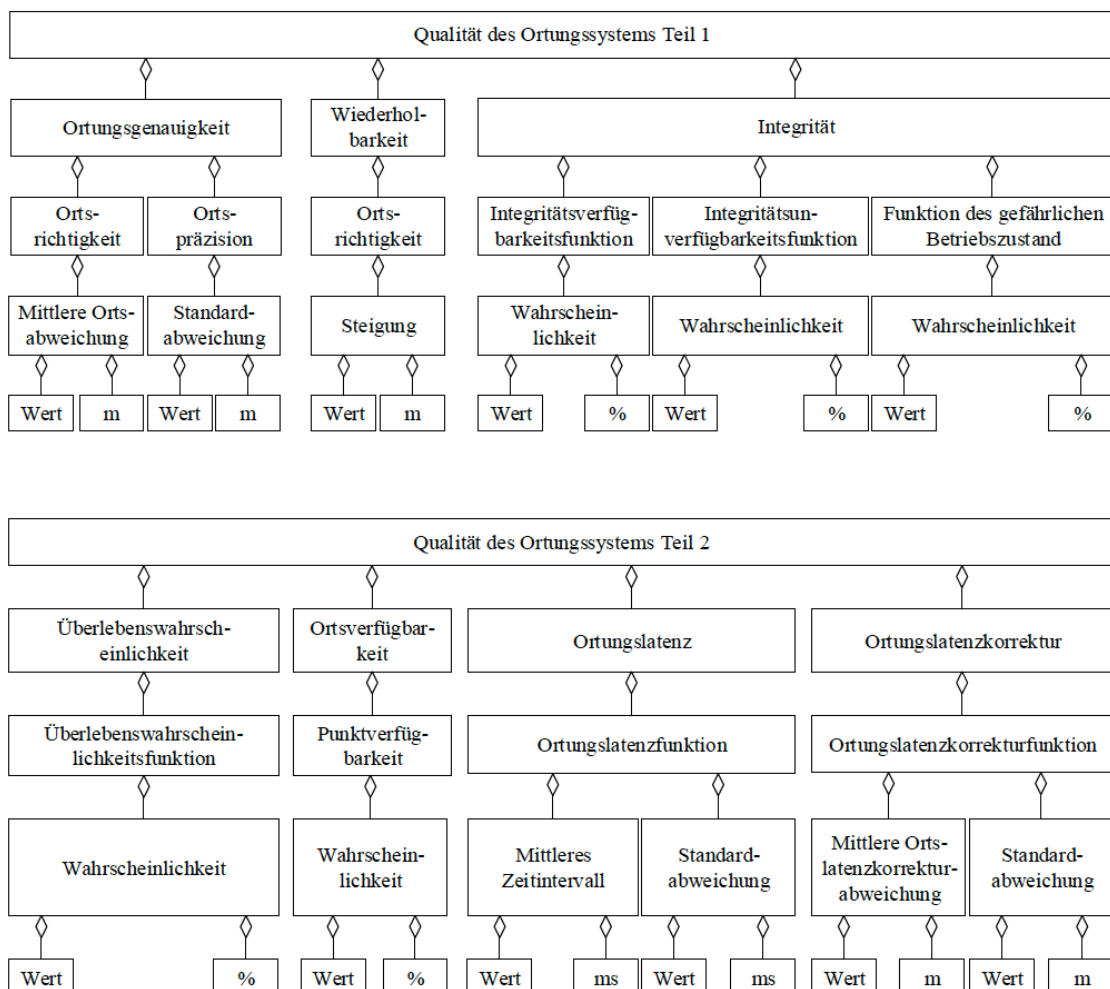 Qualität des Ortungssystems Teil 1
Ortungsgenauigkeit
Wiederhol-
barkeit
Integrität
Orts-
richtigkeit
Orts-
präzision
Orts-
richtigkeit
Integritätsverfüg-
barkeitsfunktion
Integritätsun-
verfügbarkeitsfunktion
Funktion des gefährlichen
Betriebszustand
Mittlere Orts-
abweichung
Standard-
abweichung
Steigung
Wahrschein-
lichkeit
Wahrscheinlichkeit
Wahrscheinlichkeit
Wert
m
Wert
m
Wert
m
Wert
%
Wert
%
Wert
%
Qualität des Ortungssystems Teil 2
Überlebenswahrsch-
einlichkeit
Ortsverfügbar-
keit
Ortungslatenz
Ortungslatenzkorrektur
Überlebenswahrschein-
lichkeitsfunktion
Punktverfüg-
barkeit
Ortungslatenzfunktion
Ortungslatenzkorrekturfunktion
Wahrscheinlichkeit
Wahrschein-
lichkeit
Mittleres
Zeitintervall
Standard-
abweichung
Mittlere Orts-
latenzkorrektur-
abweichung
Standard-
abweichung
Wert
%
Wert
%
Wert
ms
Wert
ms
Wert
m
Wert
m